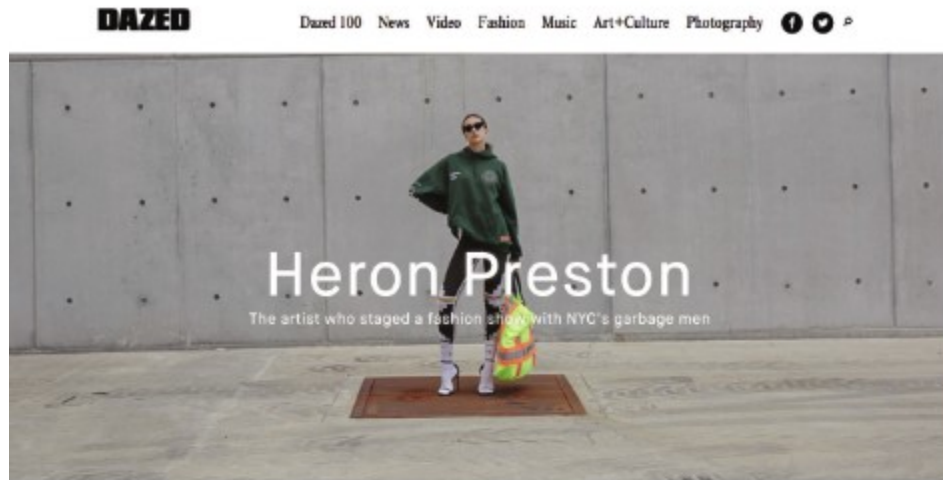 DAZED
Dazed 100 News Video Fashion Music Art+Culture Photography
Heron Preston
The artist who staged a fashion show with NYC's garbage men